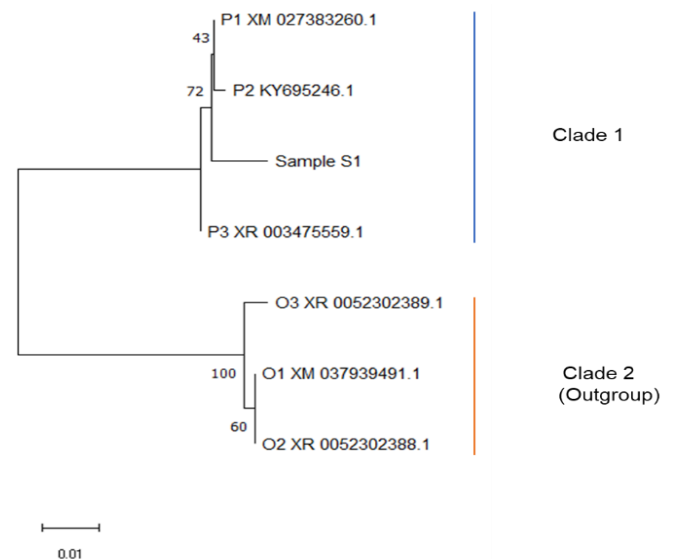 P1 XM 027383260.1
43
72
P2 KY695246.1
Clade 1
Sample S1
P3 XR 003475559.1
O3 XR 0052302389.1
100
O1 XM 037939491.1
Clade 2
(Outgroup)
60
O2 XR 0052302388.1
0.01